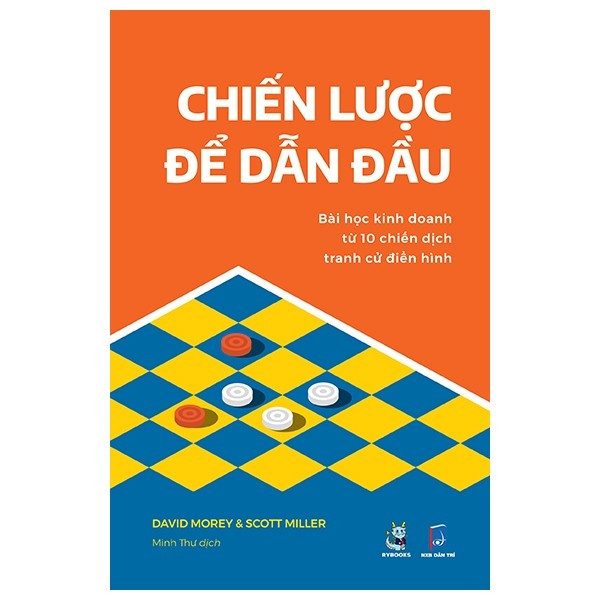 CHIẾN LƯỢC
ĐỂ DẪN ĐẦU
Bài học kinh doanh
từ 10 chiến dịch
tranh cử điển hình
DAVID MOREY & SCOTT MILLER
Minh Thư dịch
BYBOOKS
NXB DÂN TRÍ